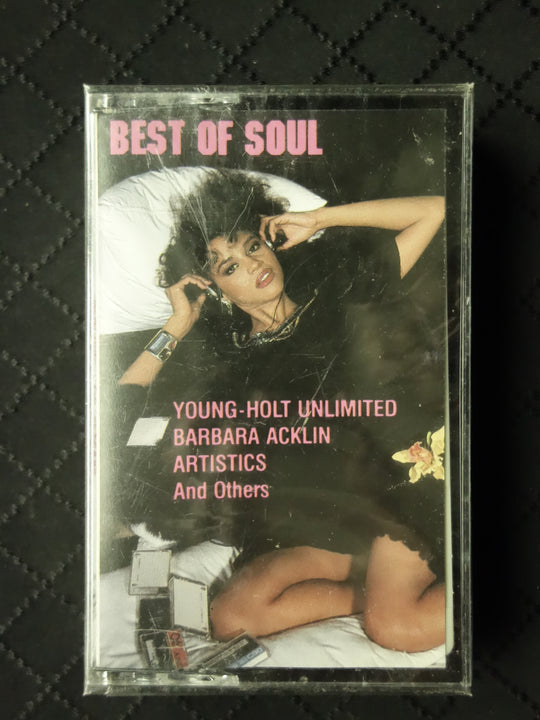 BEST OF SOUL
YOUNG-HOLT UNLIMITED
BARBARA ACKLIN
ARTISTICS
And Others